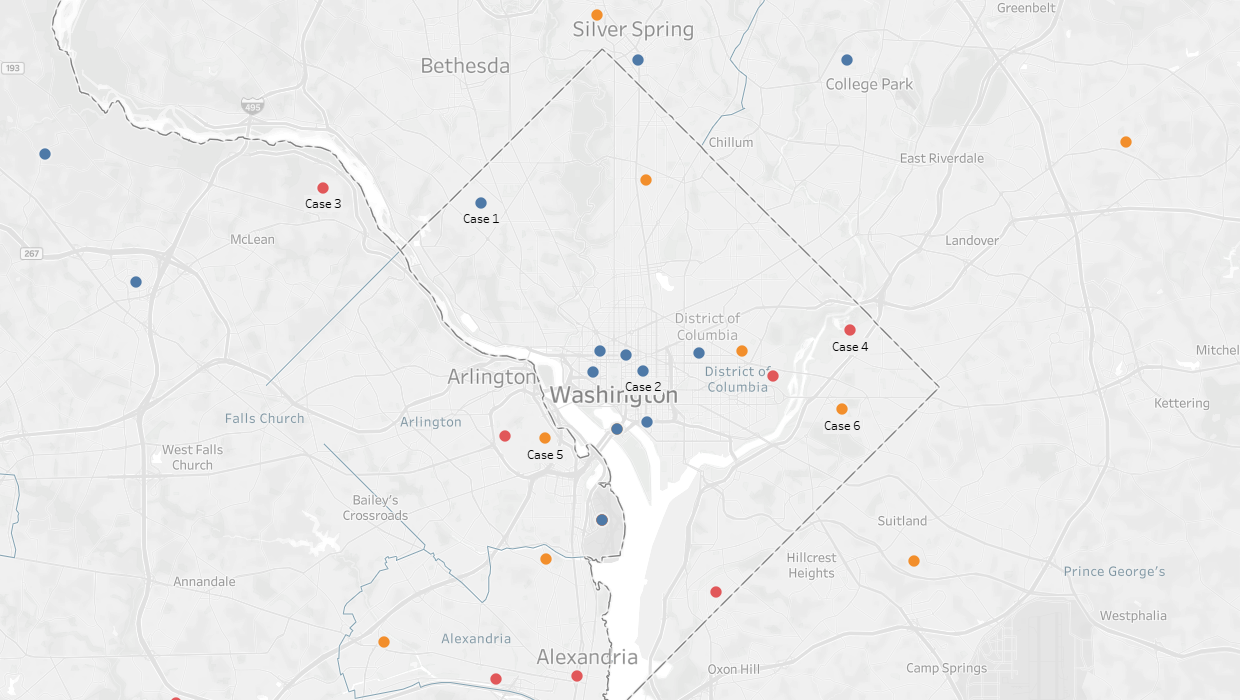 Greenbelt
Silver Spring
Bethesda
193
College Park
495
Chillum
East Riverdale
Case 3
Case 1
McLean
Landover
267
District of
Columbia
Case 4
Mitchel
Arlington
District of
Columbia
Case 2
Washington
Kettering
Falls Church
Arlington
Case 6
West Falls
Church
Case 5
Bailey's
Crossroads
Suitland
Hillcrest
Heights
Prince George's
Annandale
Westphalia
Alexandria
Alexandria
Oxon Hill
Camp Springs